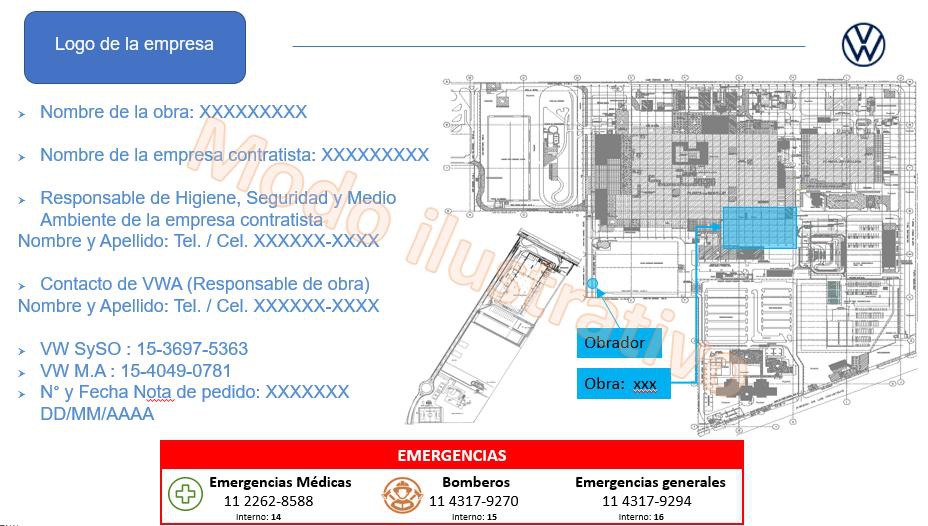 Logo de la empresa
Nombre de la obra: XXXXXXXXX
Nombre de la empresa contratista: XXXXXXXXX
Responsable de Higiene, Seguridad y Medio
Ambiente de la empresa contratista
Nombre y Apellido: Tel. / Cel. XXXXXX-XXXX
Contacto de VWA (Responsable de obra)
Nombre y Apellido: Tel. / Cel. XXXXXX-XXXX
VW SySO : 15-3697-5363
VW M.A : 15-4049-0781
N° y Fecha Nota de pedido: XXXXXXX
DD/MM/AAAA
Modo ilustrativo
Obrador
Obra: xxx
EMERGENCIAS
Emergencias Médicas
11 2262-8588
Interno: 14
Bomberos
11 4317-9270
Interno: 15
Emergencias generales
11 4317-9294
Interno: 16